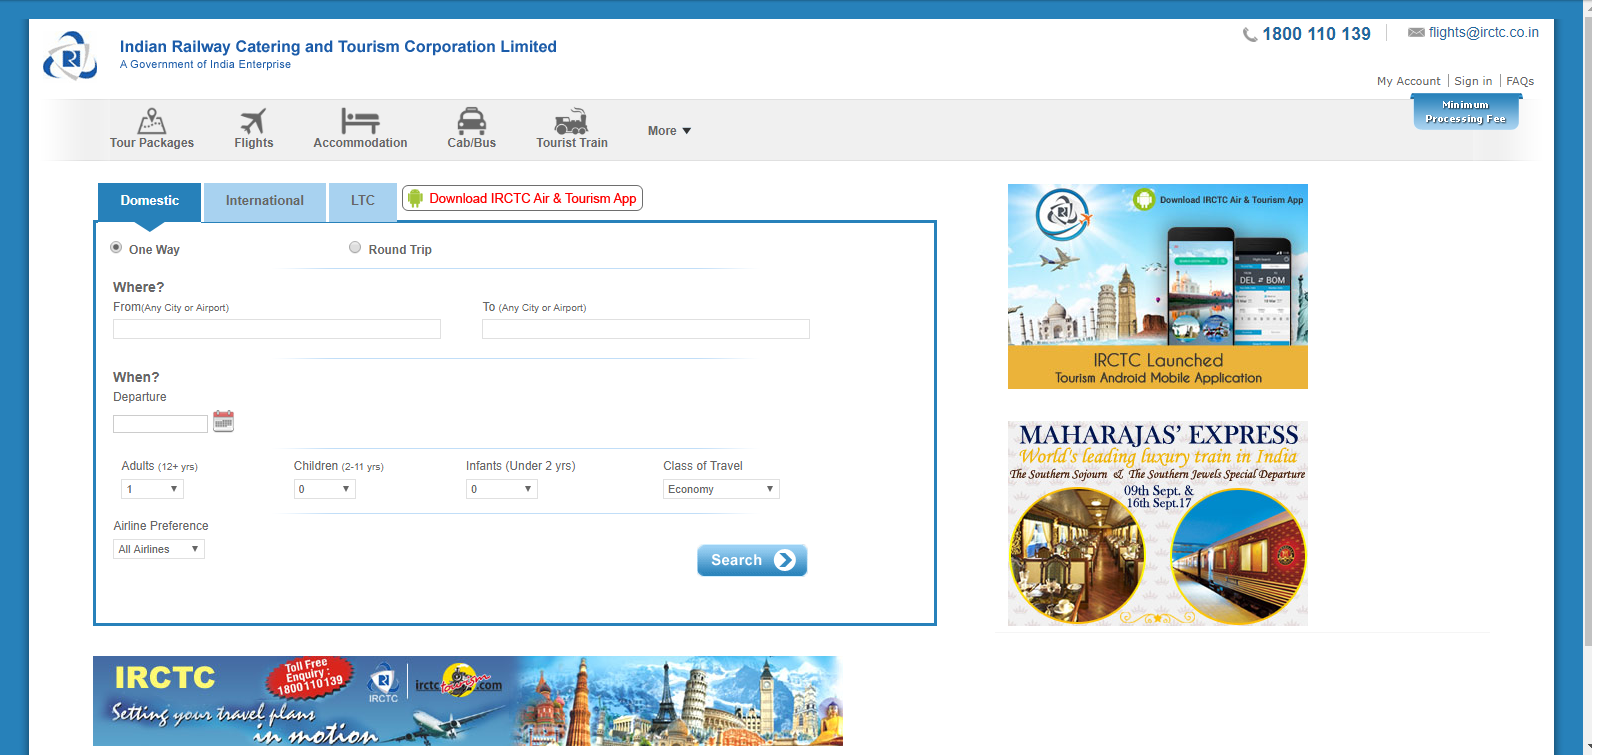 Indian Railway Catering and Tourism Corporation Limited
A Government of India Enterprise
1800 110 139
flights@irctc.co.in
My Account | Sign in | FAQs
Minimum
Processing Fee
Tour Packages
Flights
Accommodation
Cab/Bus
Tourist Train
More
Domestic
International
LTC
Download IRCTC Air & Tourism App
One Way
Round Trip
Where?
From(Any City or Airport)
To (Any City or Airport)
When?
Departure
Adults (12+ yrs)
Children (2-11 yrs)
Infants (Under 2 yrs)
Class of Travel
1
0
0
Economy
Airline Preference
All Airlines
Search
Download IRCTC Air & Tourism App
DEL
BOM
IRCTC Launched
Tourism Android Mobile Application
MAHARAJAS' EXPRESS
World's leading luxury train in India
The Southern Sojourn & The Southern Jewels Special Departure
09th Sept. &
16th Sept.17
IRCTC
Toll Free
Enquiry :
1800110139
IRCTC
irctc tourism .com
Setting your travel plans
in motion